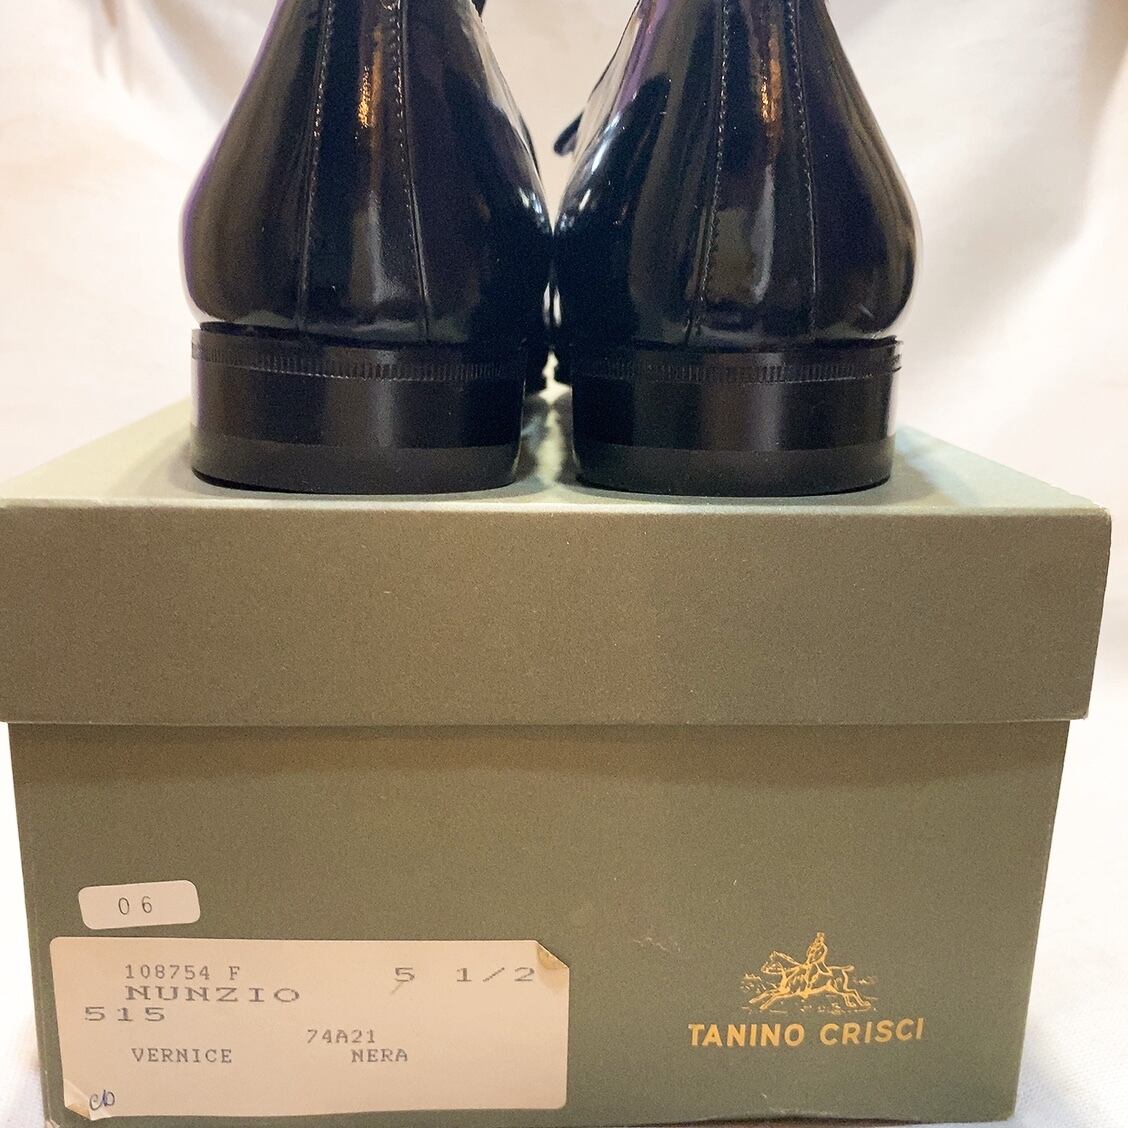 06
108754 F 5 1/2
NUNZIO
515
74A21
VERNICE NERA
TANINO CRISCI